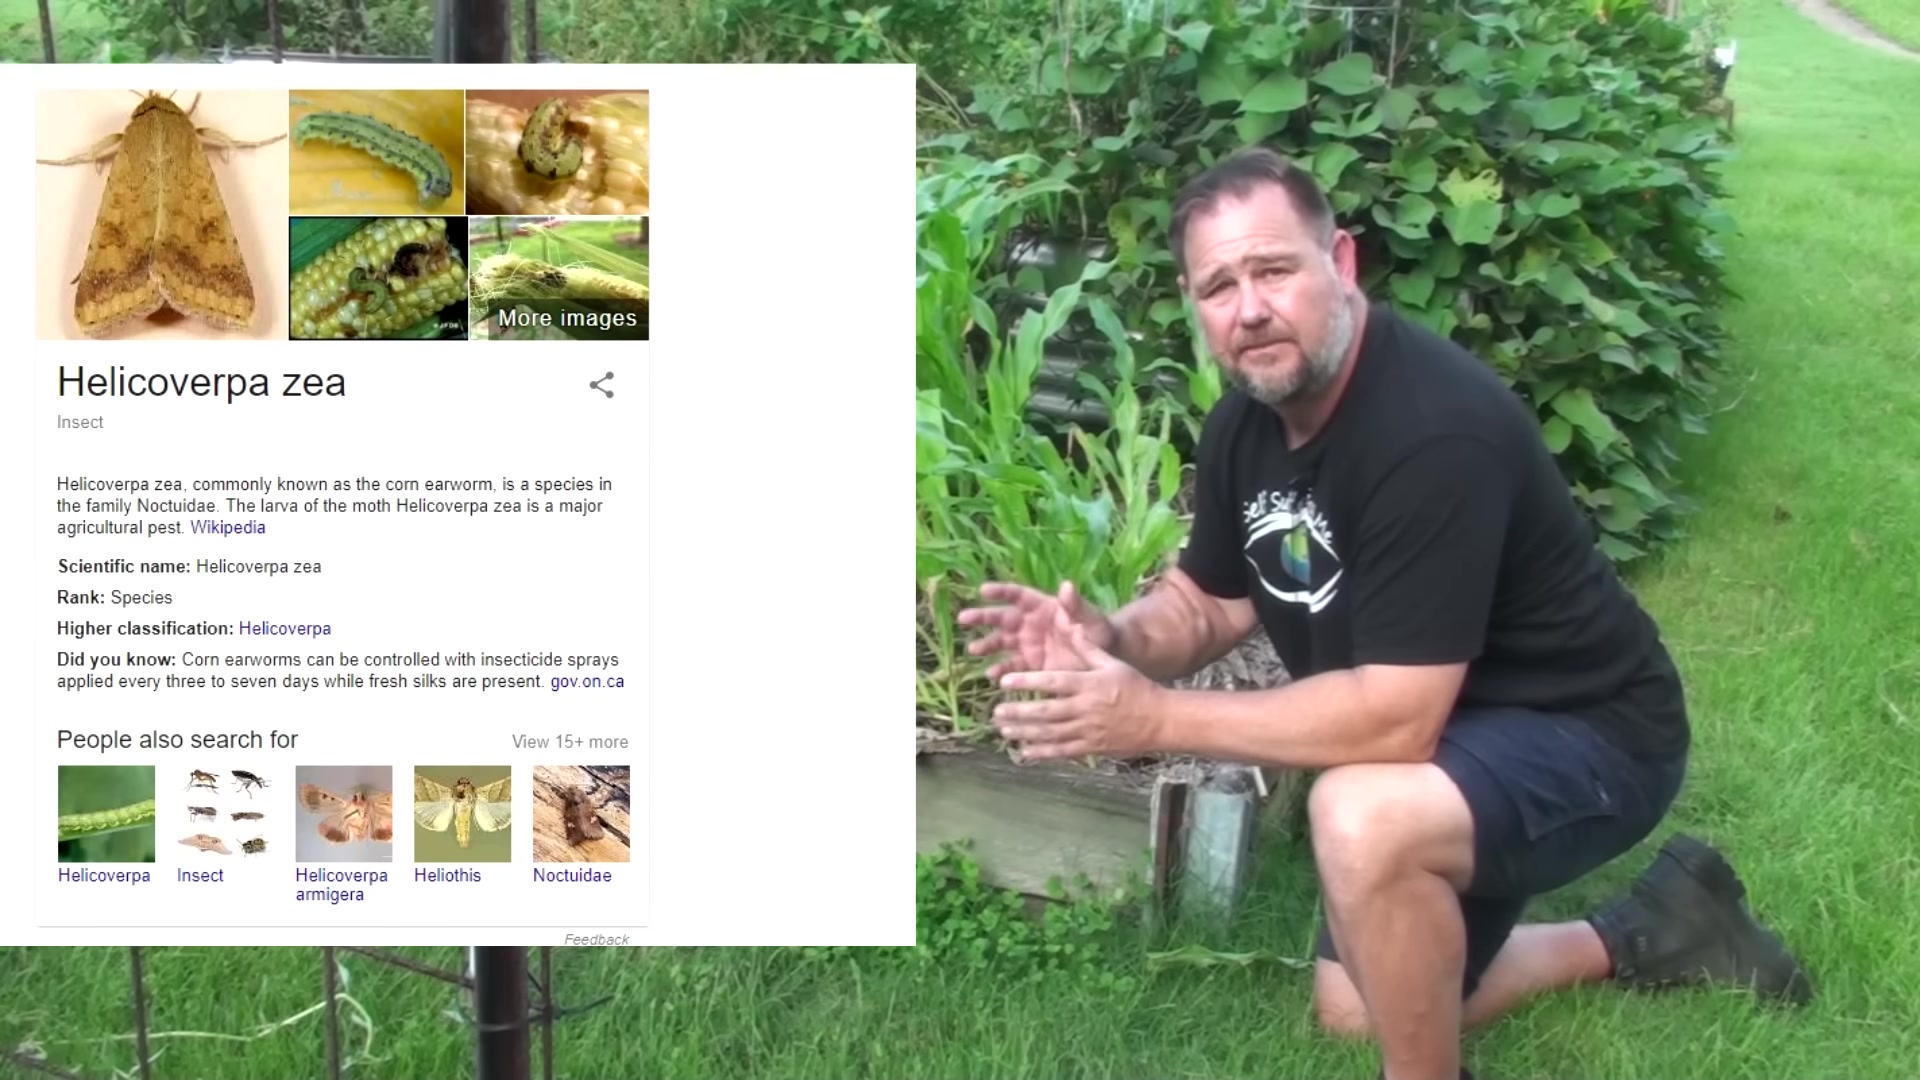 More images
Helicoverpa zea
Insect
Helicoverpa zea, commonly known as the corn earworm, is a species in
the family Noctuidae. The larva of the moth Helicoverpa zea is a major
agricultural pest. Wikipedia
Scientific name: Helicoverpa zea
Rank: Species
Higher classification: Helicoverpa
Did you know: Corn earworms can be controlled with insecticide sprays
applied every three to seven days while fresh silks are present. gov.on.ca
People also search for
View 15+ more
Helicoverpa
Insect
Helicoverpa
armigera
Heliothis
Noctuidae
Feedback
Self Me